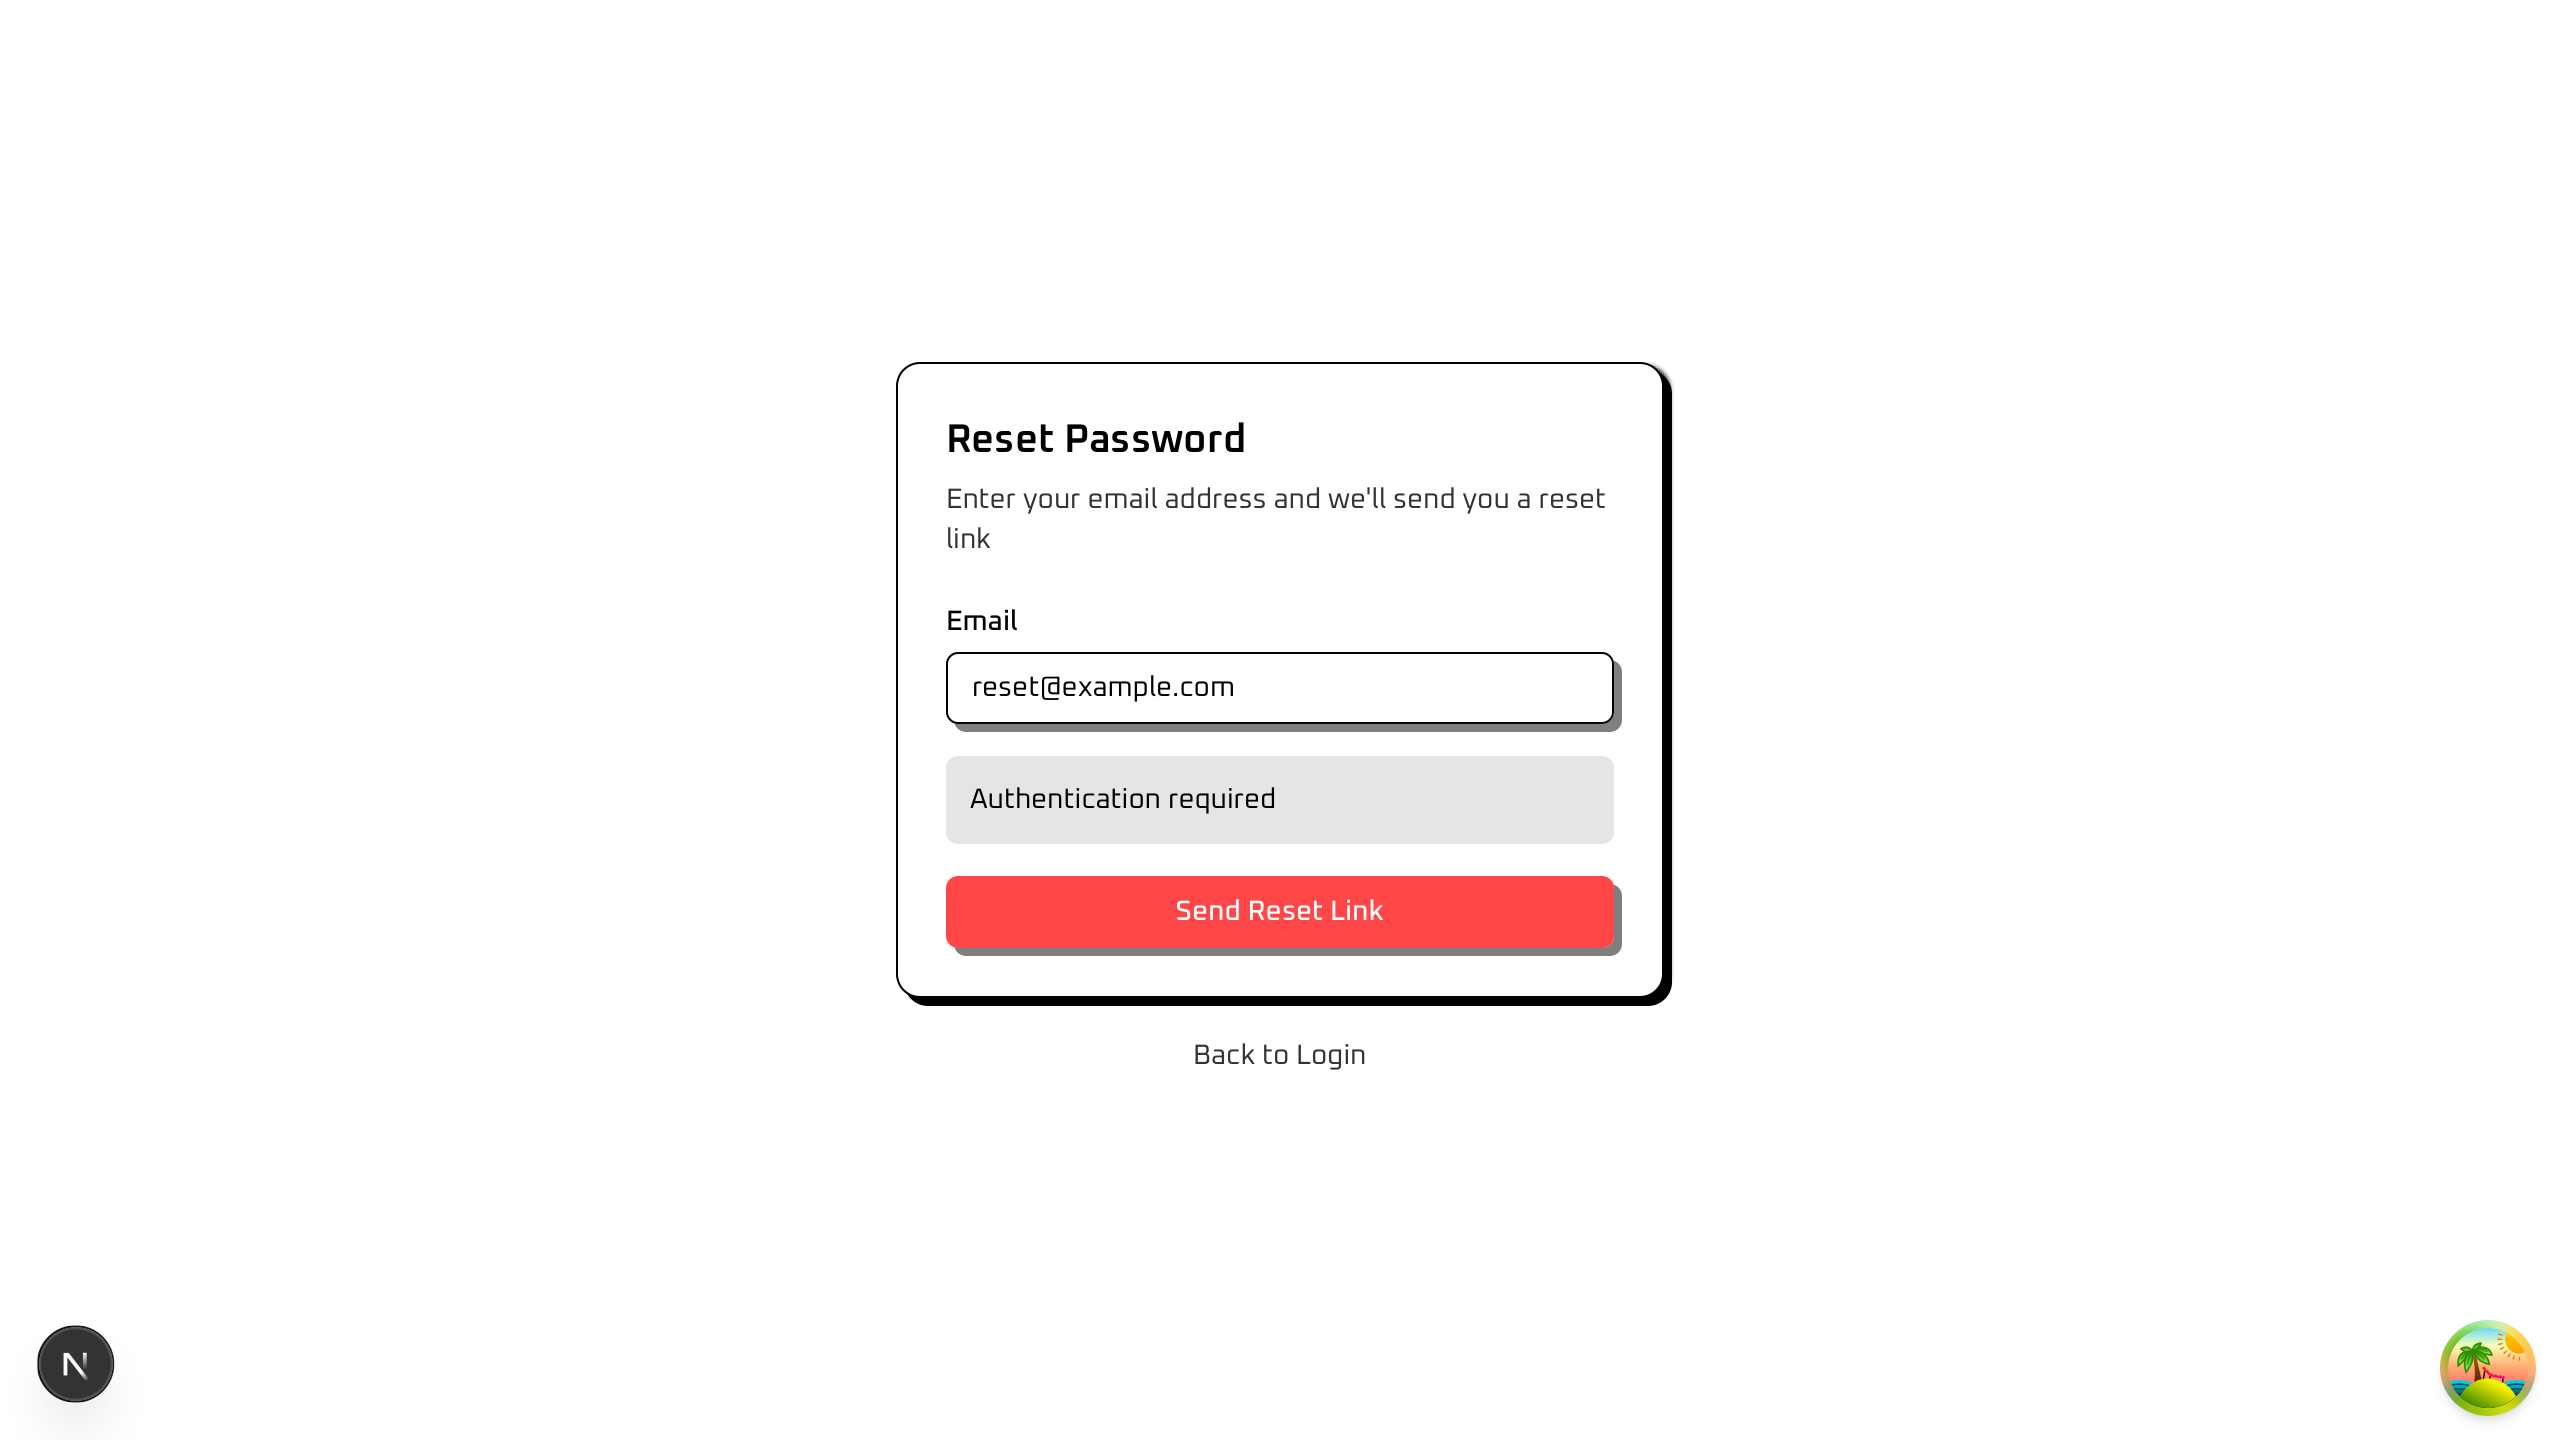 Reset Password
Enter your email address and we'll send you a reset
link
Email
reset@example.com
Authentication required
Send Reset Link
Back to Login
N